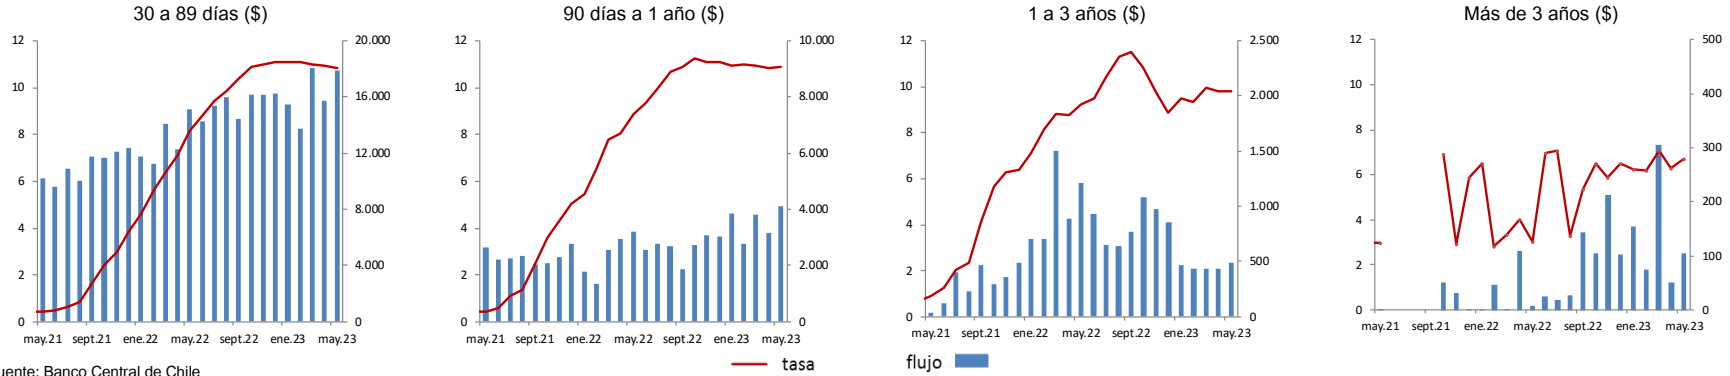 30 a 89 días ($)
12 20.000
10 16.000
8 12.000
6
4 8.000
2 4.000
0 0
may.21 sept.21 ene.22 may.22 sept.22 ene.23 may.23
90 días a 1 año ($)
12 10.000
10 8.000
8 6.000
6
4 4.000
2 2.000
0 0
may.21 sept.21 ene.22 may.22 sept.22 ene.23 may.23
1 a 3 años ($)
12 2.500
10 2.000
8 1.500
6
4 1.000
2 500
0 0
may.21 ene.22 may.22 sept.22 ene.23 may.23
Más de 3 años ($)
12 500
10 400
8 300
6
4 200
2 100
0 0
may.21 sept.21 ene.22 may.22 sept.22 ene.23 may.23
tasa flujo
uente: Banco Central de Chile